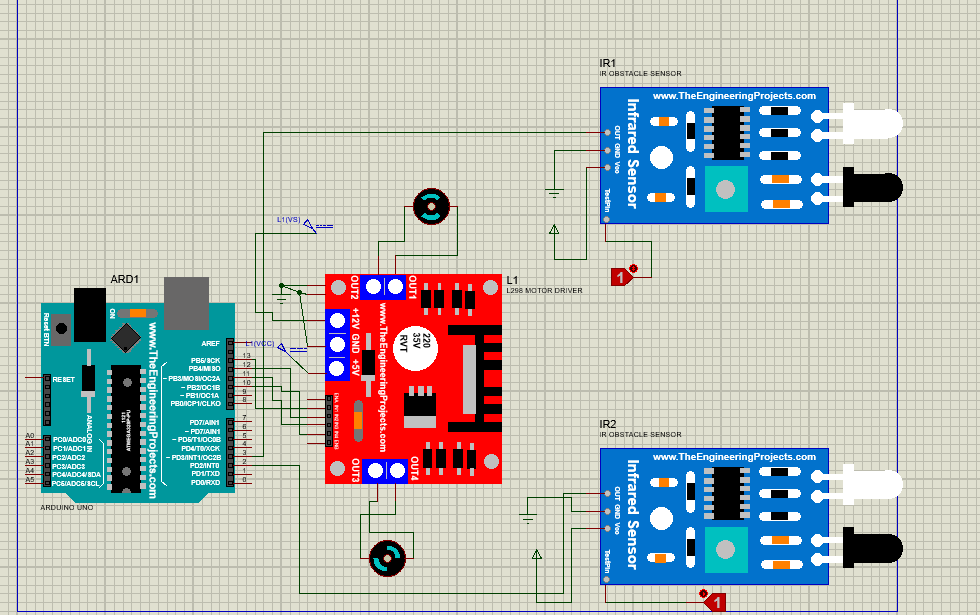 IR1
IR OBSTACLE SENSOR
www.TheEngineeringProjects.com
Infrared Sensor
OUT
GND
Vcc
TestPin
1
L1(VS)
L1
L298 MOTOR DRIVER
OUT2
OUT1
+12V
GND
+5V
www.TheEngineeringProjects.com
220
35V
RVT
OUT3
OUT4
L1(VCC)
ARD1
Reset BTN
ON
www.TheEngineeringProjects.com
ANALOG IN
RESET
A0
A1
A2
A3
A4
A5
PC0/ADC0
PC1/ADC1
PC2/ADC2
PC3/ADC3
PC4/ADC4/SDA
PC5/ADC5/SCL
AREF
PB5/SCK
PB4/MISO
~ PB3/MOSI/OC2A
~ PB2/OC1B
~ PB1/OC1A
PB0/ICP1/CLKO
PD7/AIN1
~ PD6/T1/OC0B
PD4/T0/XCK
~ PD3/INT1/OC2B
PD2/INT0
PD1/TXD
PD0/RXD
13
12
11
10
9
8
7
6
5
4
3
2
1
0
ARDUINO UNO
IR2
IR OBSTACLE SENSOR
www.TheEngineeringProjects.com
Infrared Sensor
OUT
GND
Vcc
TestPin
1